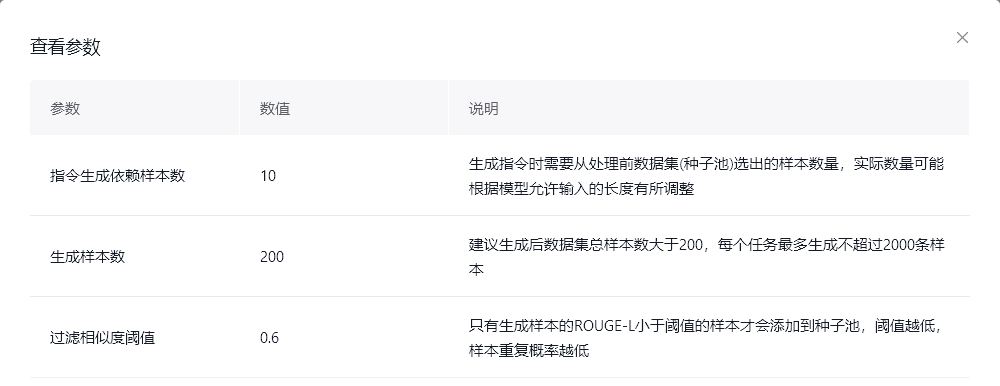 查看参数
参数 数值 说明
指令生成依赖样本数 10 生成指令时需要从处理前数据集(种子池)选出的样本数量，实际数量可能
根据模型允许输入的长度有所调整
生成样本数 200 建议生成后数据集总样本数大于200，每个任务最多生成不超过2000条样
本
过滤相似度阈值 0.6 只有生成样本的ROUGE-L小于阈值的样本才会添加到种子池，阈值越低，
样本重复概率越低